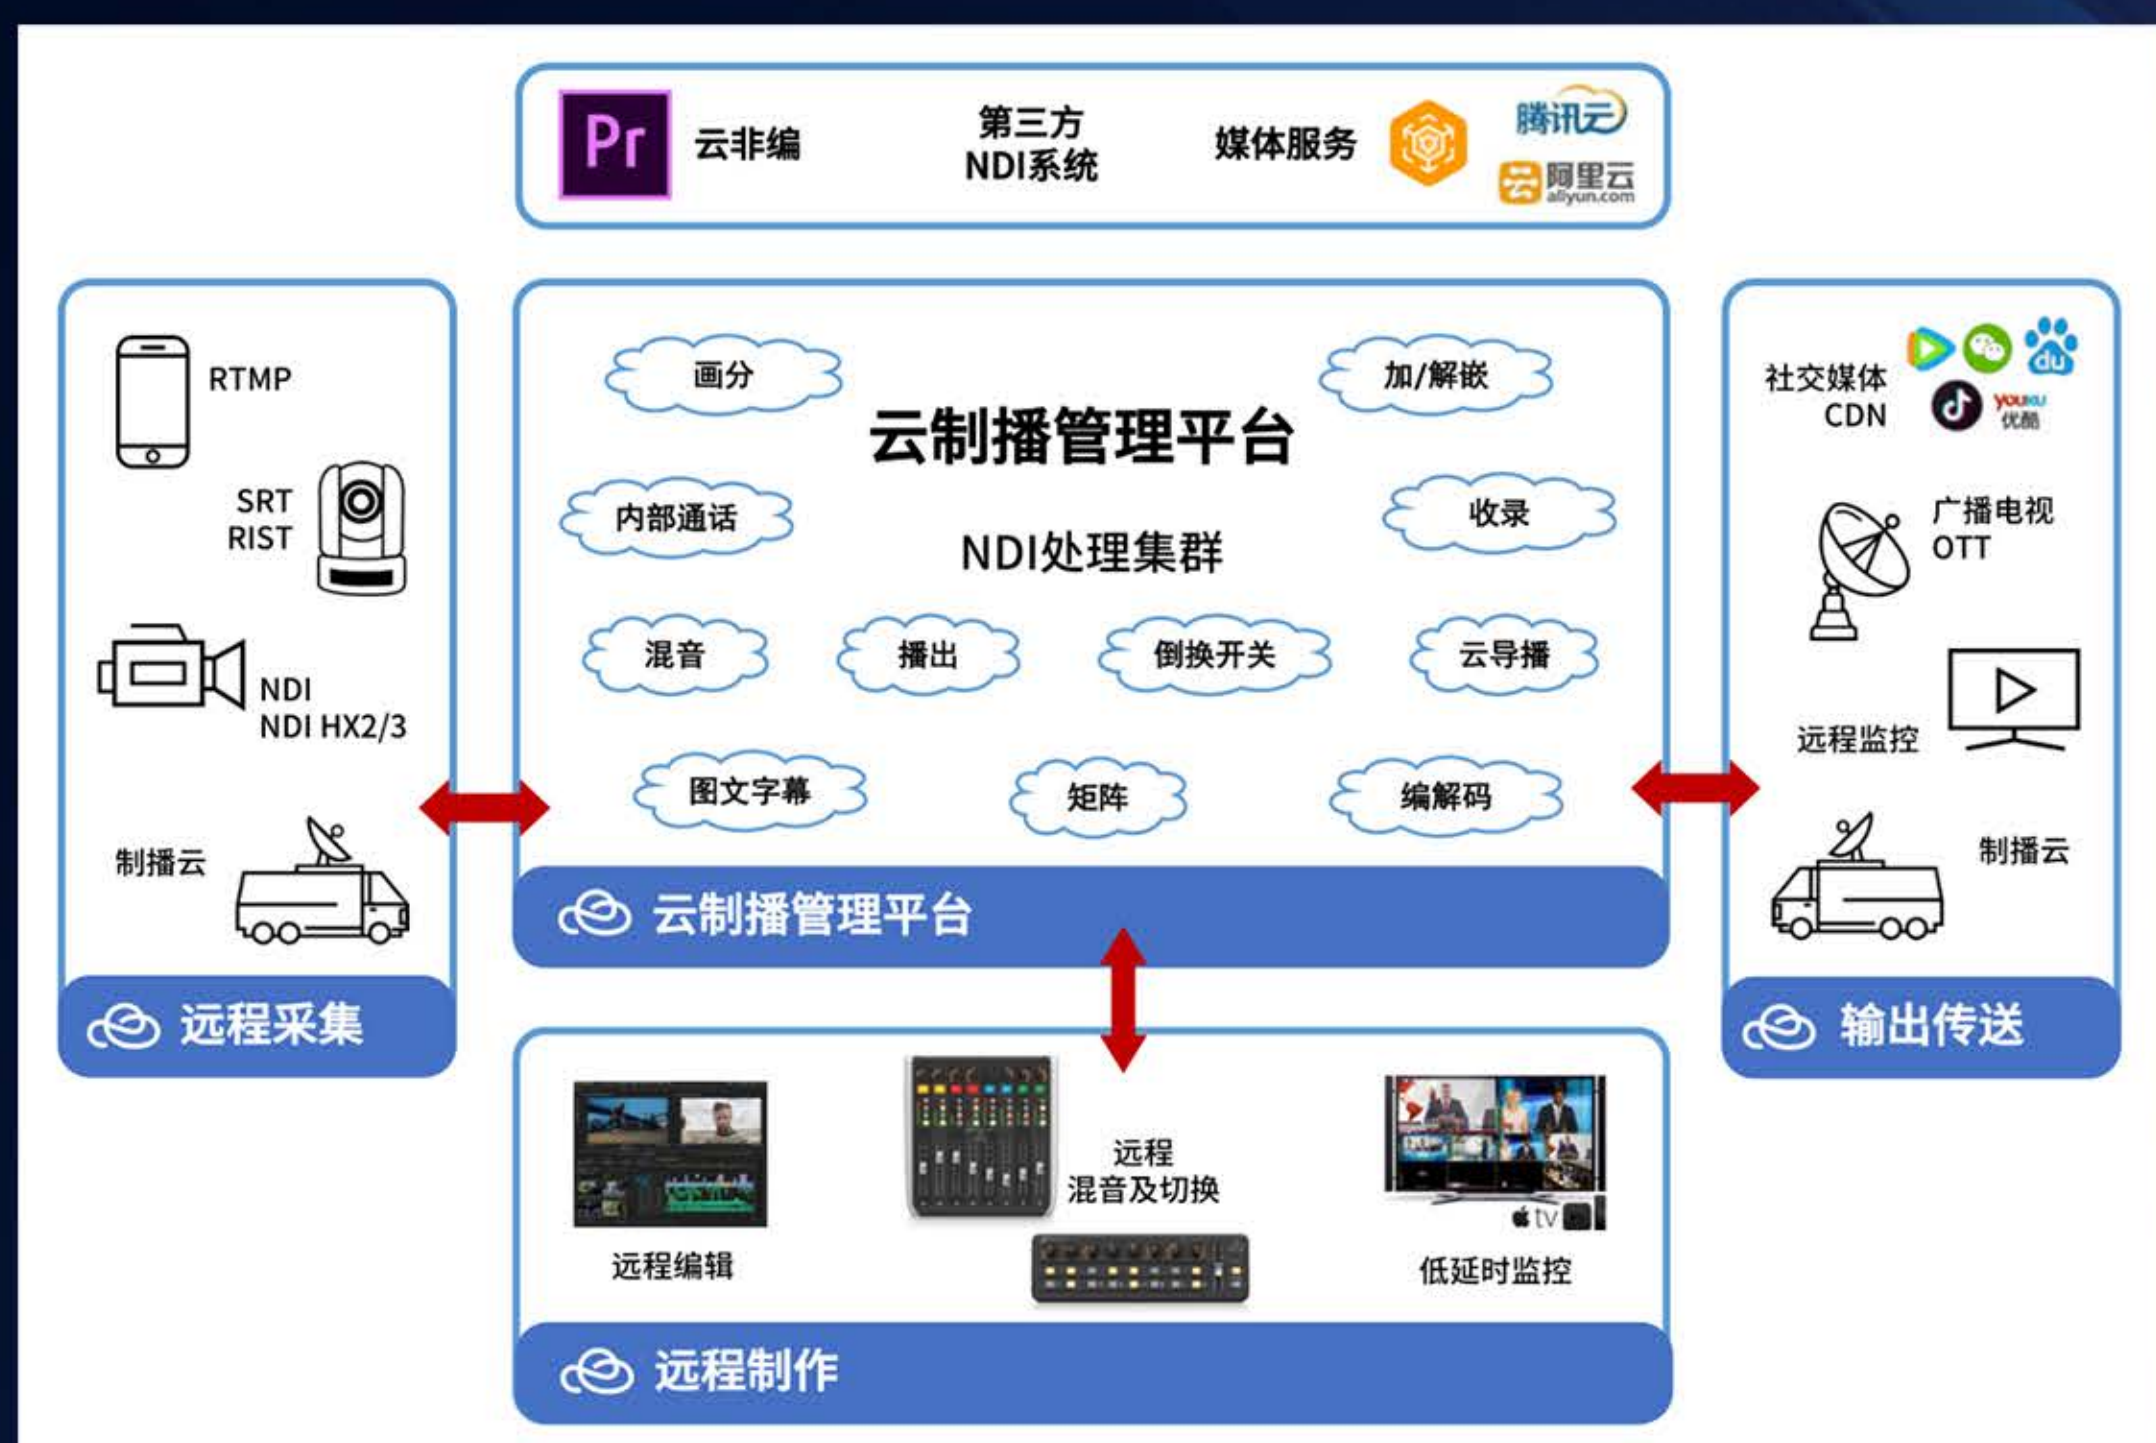 Pr
云非编
第三方
NDI系统
媒体服务
腾讯云
阿里云
aliyun.com
RTMP
SRT
RIST
NDI
NDI HX2/3
制播云
远程采集
画分
加/解嵌
云制播管理平台
内部通话
收录
NDI处理集群
混音
播出
倒换开关
云导播
图文字幕
矩阵
编解码
云制播管理平台
社交媒体
CDN
du
YOUKU
优酷
广播电视
OTT
远程监控
制播云
输出传送
远程编辑
远程
混音及切换
tv
低延时监控
远程制作